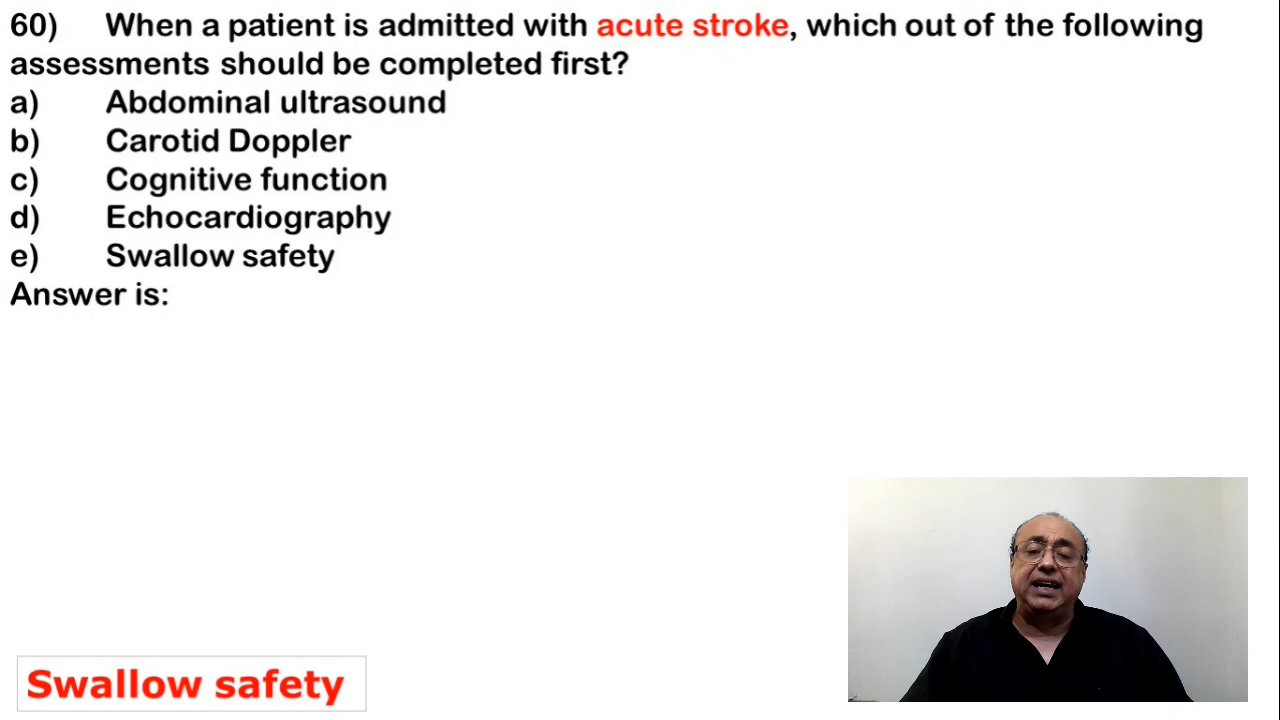 60) When a patient is admitted with acute stroke, which out of the following
assessments should be completed first?
a) Abdominal ultrasound
b) Carotid Doppler
c) Cognitive function
d) Echocardiography
e) Swallow safety
Answer is:
Swallow safety